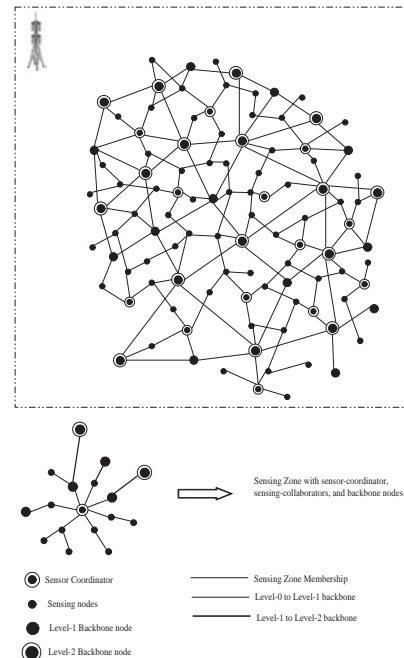 Sensing Zone with sensor-coordinator,
sensing-collaborators, and backbone nodes
Sensor Coordinator
Sensing nodes
Level-1 Backbone node
Level-2 Backbone node
Sensing Zone Membership
Level-0 to Level-1 backbone
Level-1 to Level-2 backbone